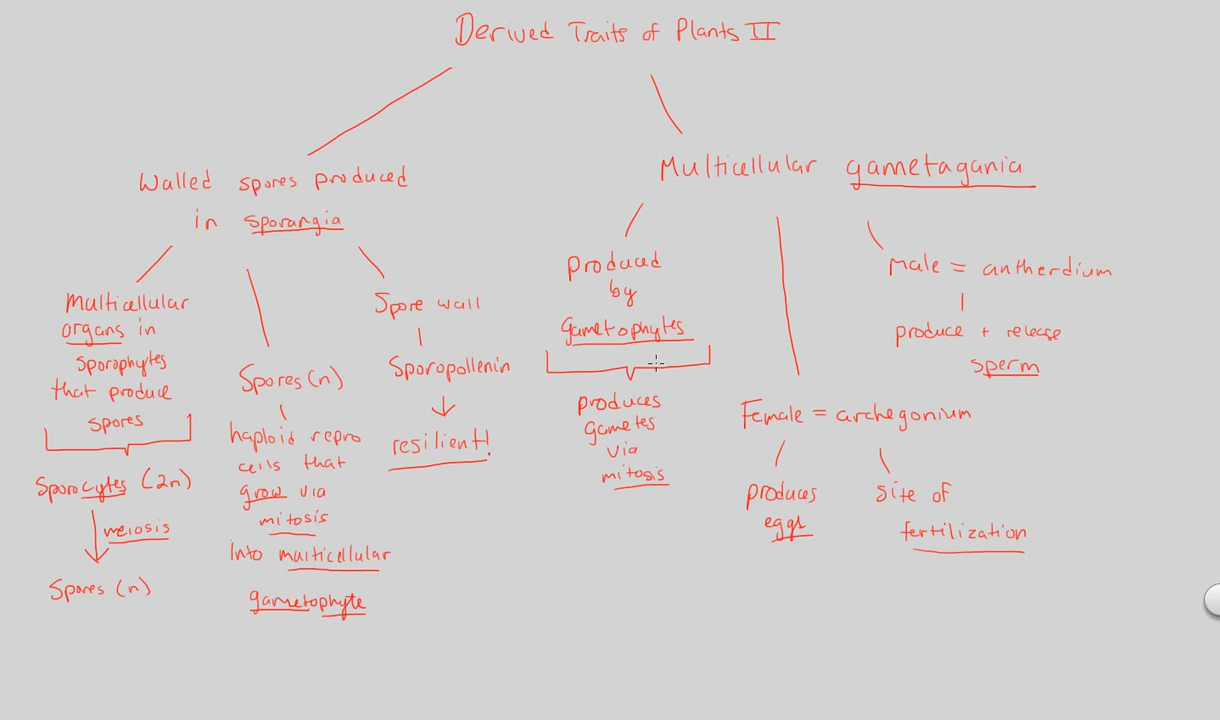 Derived Traits of Plants II
Walled spores produced
in sporangia
Multicellular
organs in
sporophytes
that produce
spores
Sporocytes (2n)
meiosis
Spores (n)
Spores (n)
haploid repro
cells that
grow via
mitosis
into multicellular
gametophyte
Spore wall
Sporopollenin
resilient!
Multicellular gametagania
produced
by
gametophytes
produces
gametes
via
mitosis
Female = archegonium
produces
eggs
site of
fertilization
Male = antherdium
produce + release
sperm